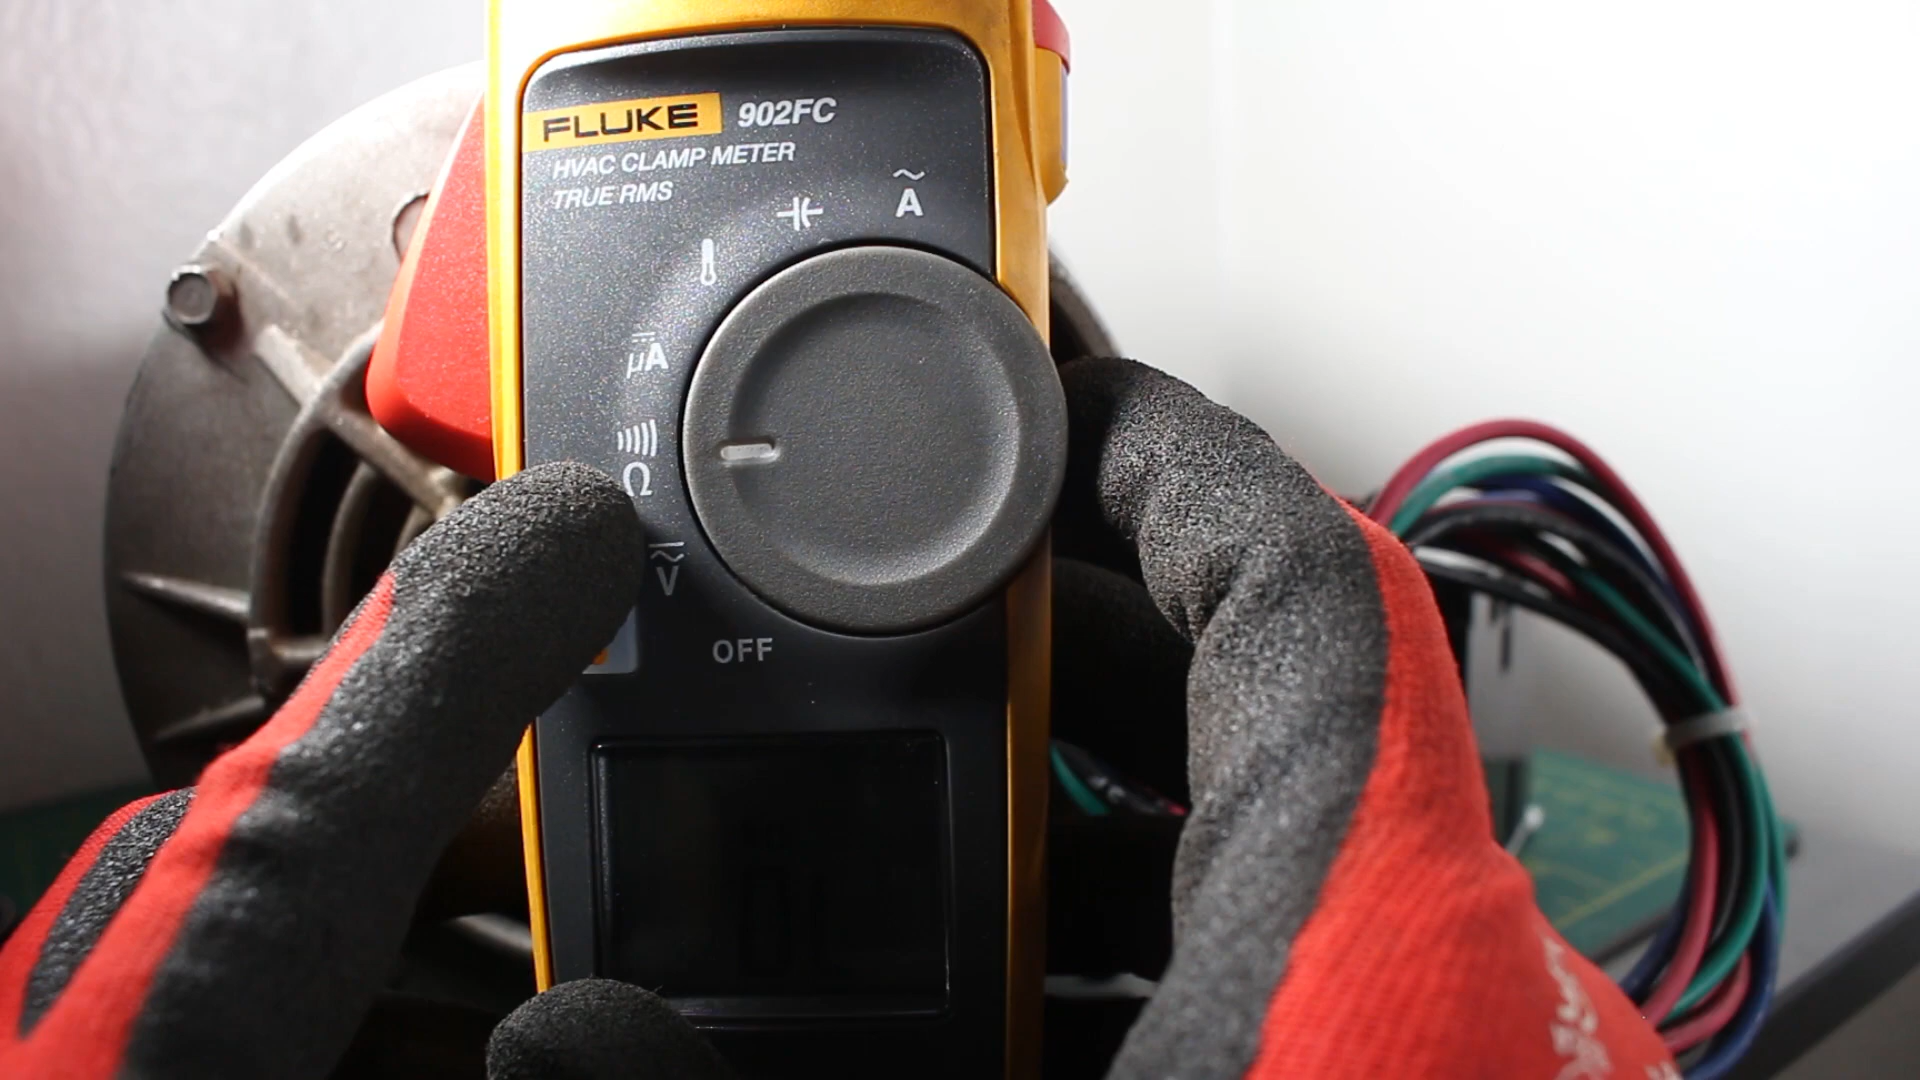 FLUKE 902FC
HVAC CLAMP METER
TRUE RMS
A
μA
Ω
V
OFF